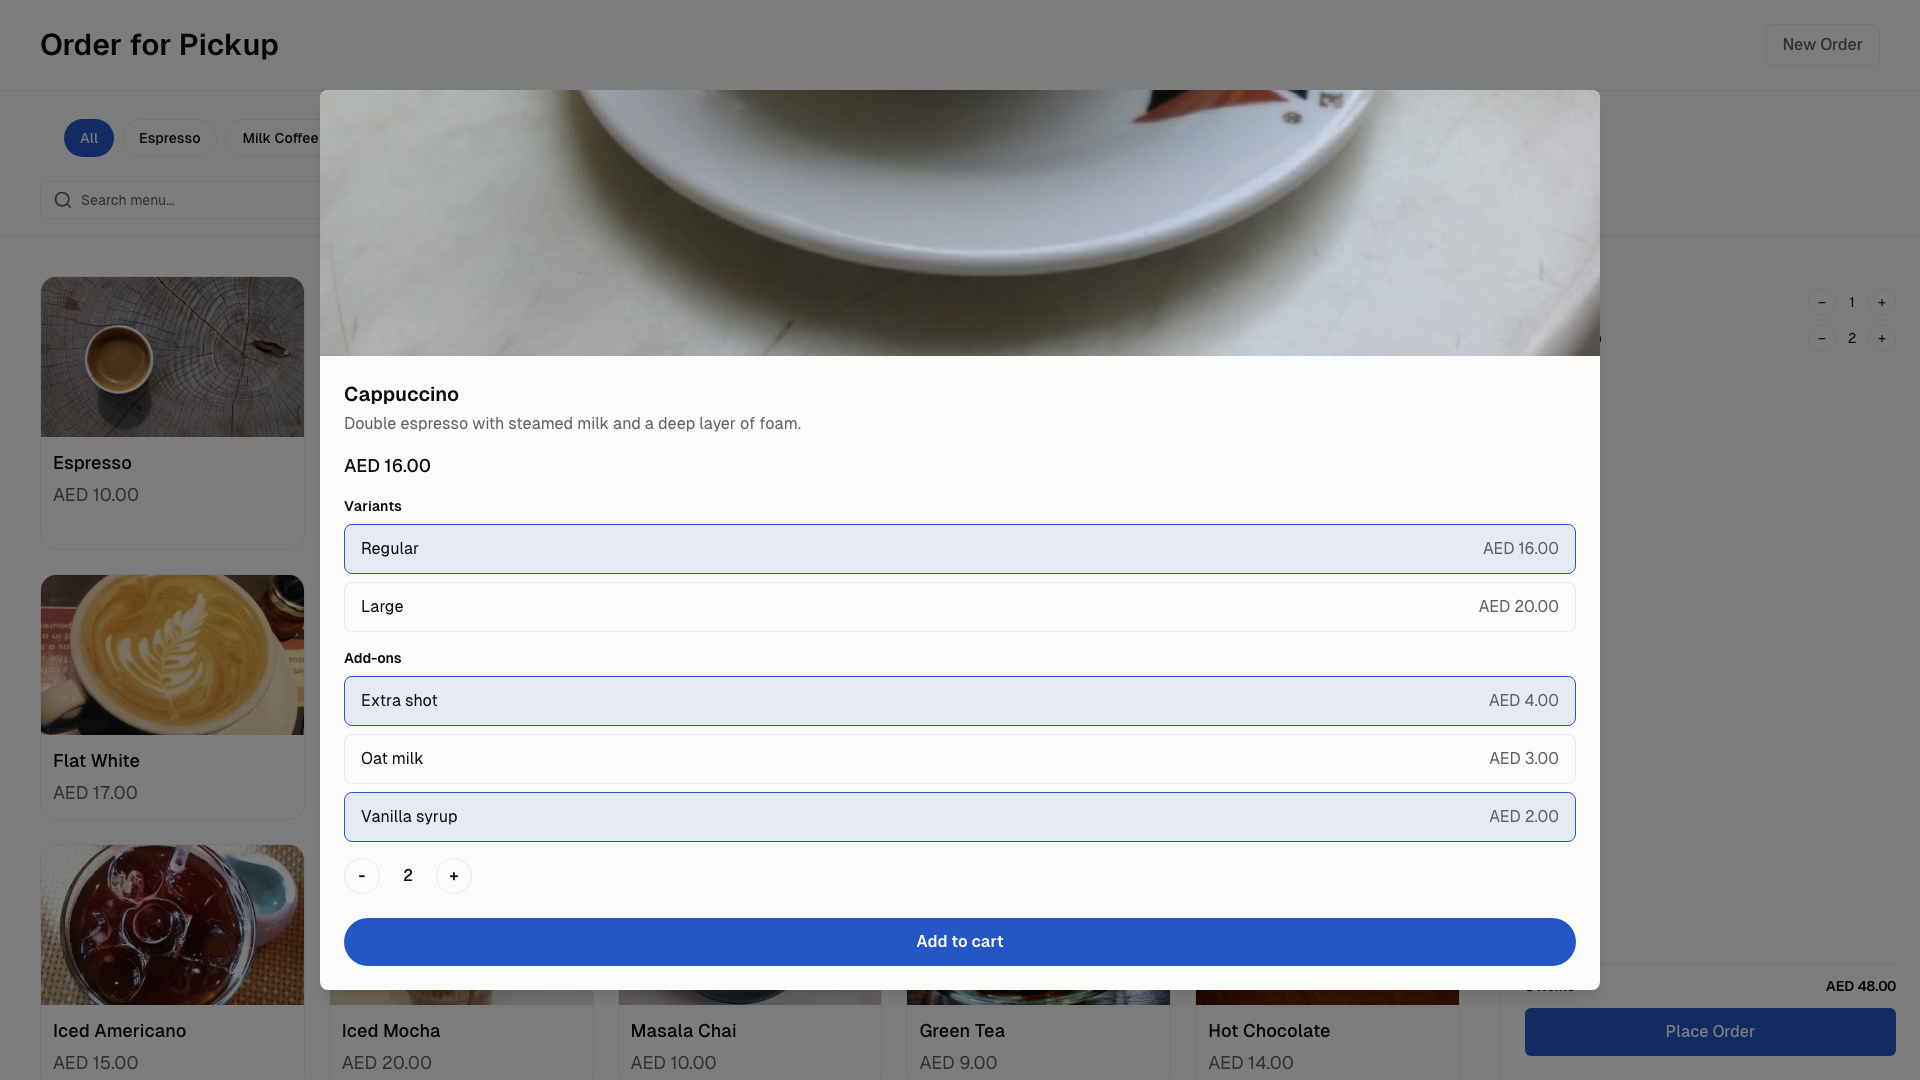 Order for Pickup
New Order
All
Espresso
Milk Coffee
Search menu...
− 1 +
− 2 +
Cappuccino
Double espresso with steamed milk and a deep layer of foam.
AED 16.00
Variants
Regular AED 16.00
Large AED 20.00
Add-ons
Extra shot AED 4.00
Oat milk AED 3.00
Vanilla syrup AED 2.00
- 2 +
Add to cart
Espresso
AED 10.00
Flat White
AED 17.00
Iced Americano
AED 15.00
Iced Mocha
AED 20.00
Masala Chai
AED 10.00
Green Tea
AED 9.00
Hot Chocolate
AED 14.00
AED 48.00
Place Order